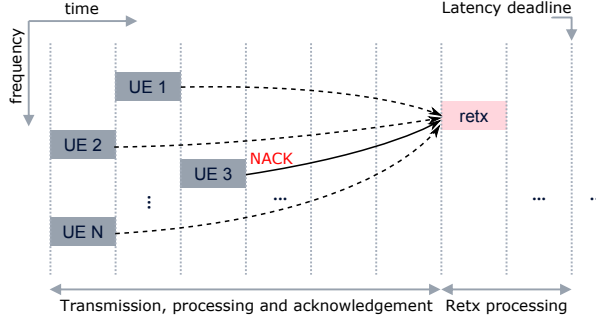 time
Latency deadline
frequency
UE 1
retx
UE 2
NACK
UE 3
...
...
...
...
UE N
Transmission, processing and acknowledgement
Retx processing